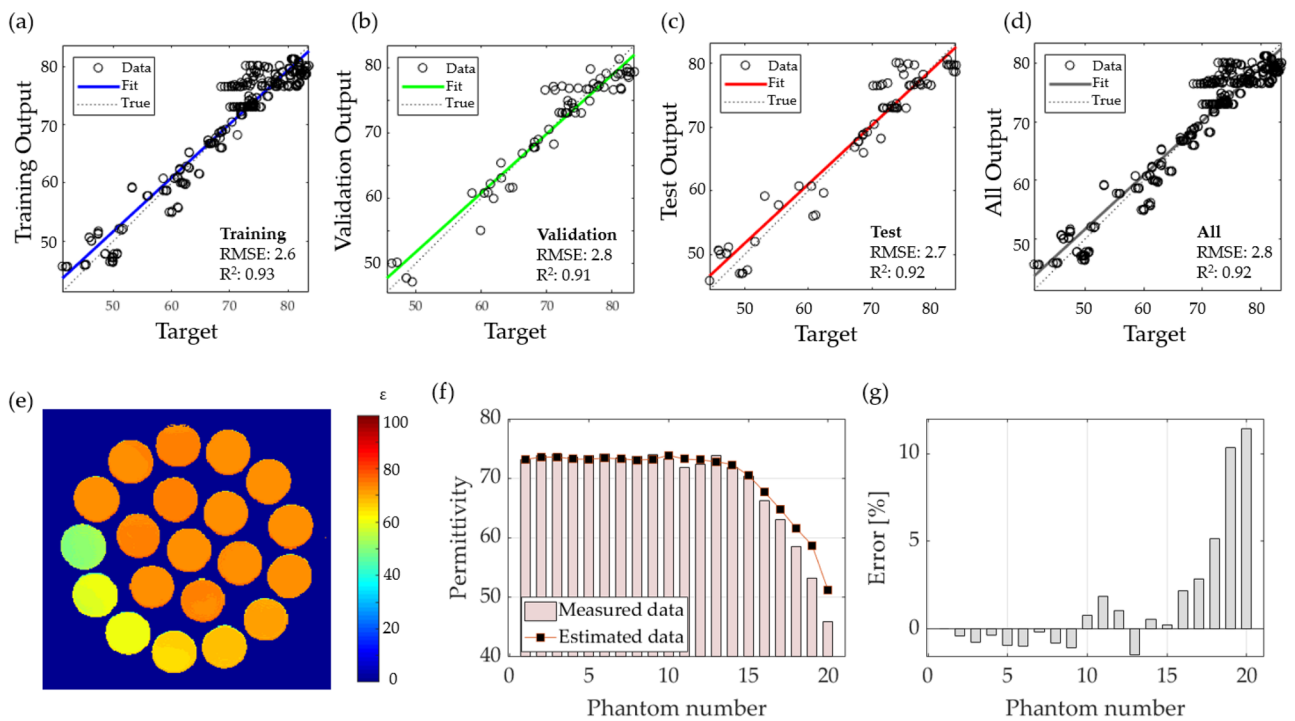 (a)
Data
Fit
True
Training
RMSE: 2.6
R²: 0.93
Training Output
80
70
60
50
50
60
70
80
Target
(b)
Data
Fit
True
Validation
RMSE: 2.8
R²: 0.91
Validation Output
80
70
60
50
50
60
70
80
Target
(c)
Data
Fit
True
Test
RMSE: 2.7
R²: 0.92
Test Output
80
70
60
50
50
60
70
80
Target
(d)
Data
Fit
True
All
RMSE: 2.8
R²: 0.92
All Output
80
70
60
50
50
60
70
80
Target
(e)
ε
100
80
60
40
20
0
(f)
Permittivity
80
70
60
50
40
Measured data
Estimated data
0
5
10
15
20
Phantom number
(g)
Error [%]
10
5
0
0
5
10
15
20
Phantom number